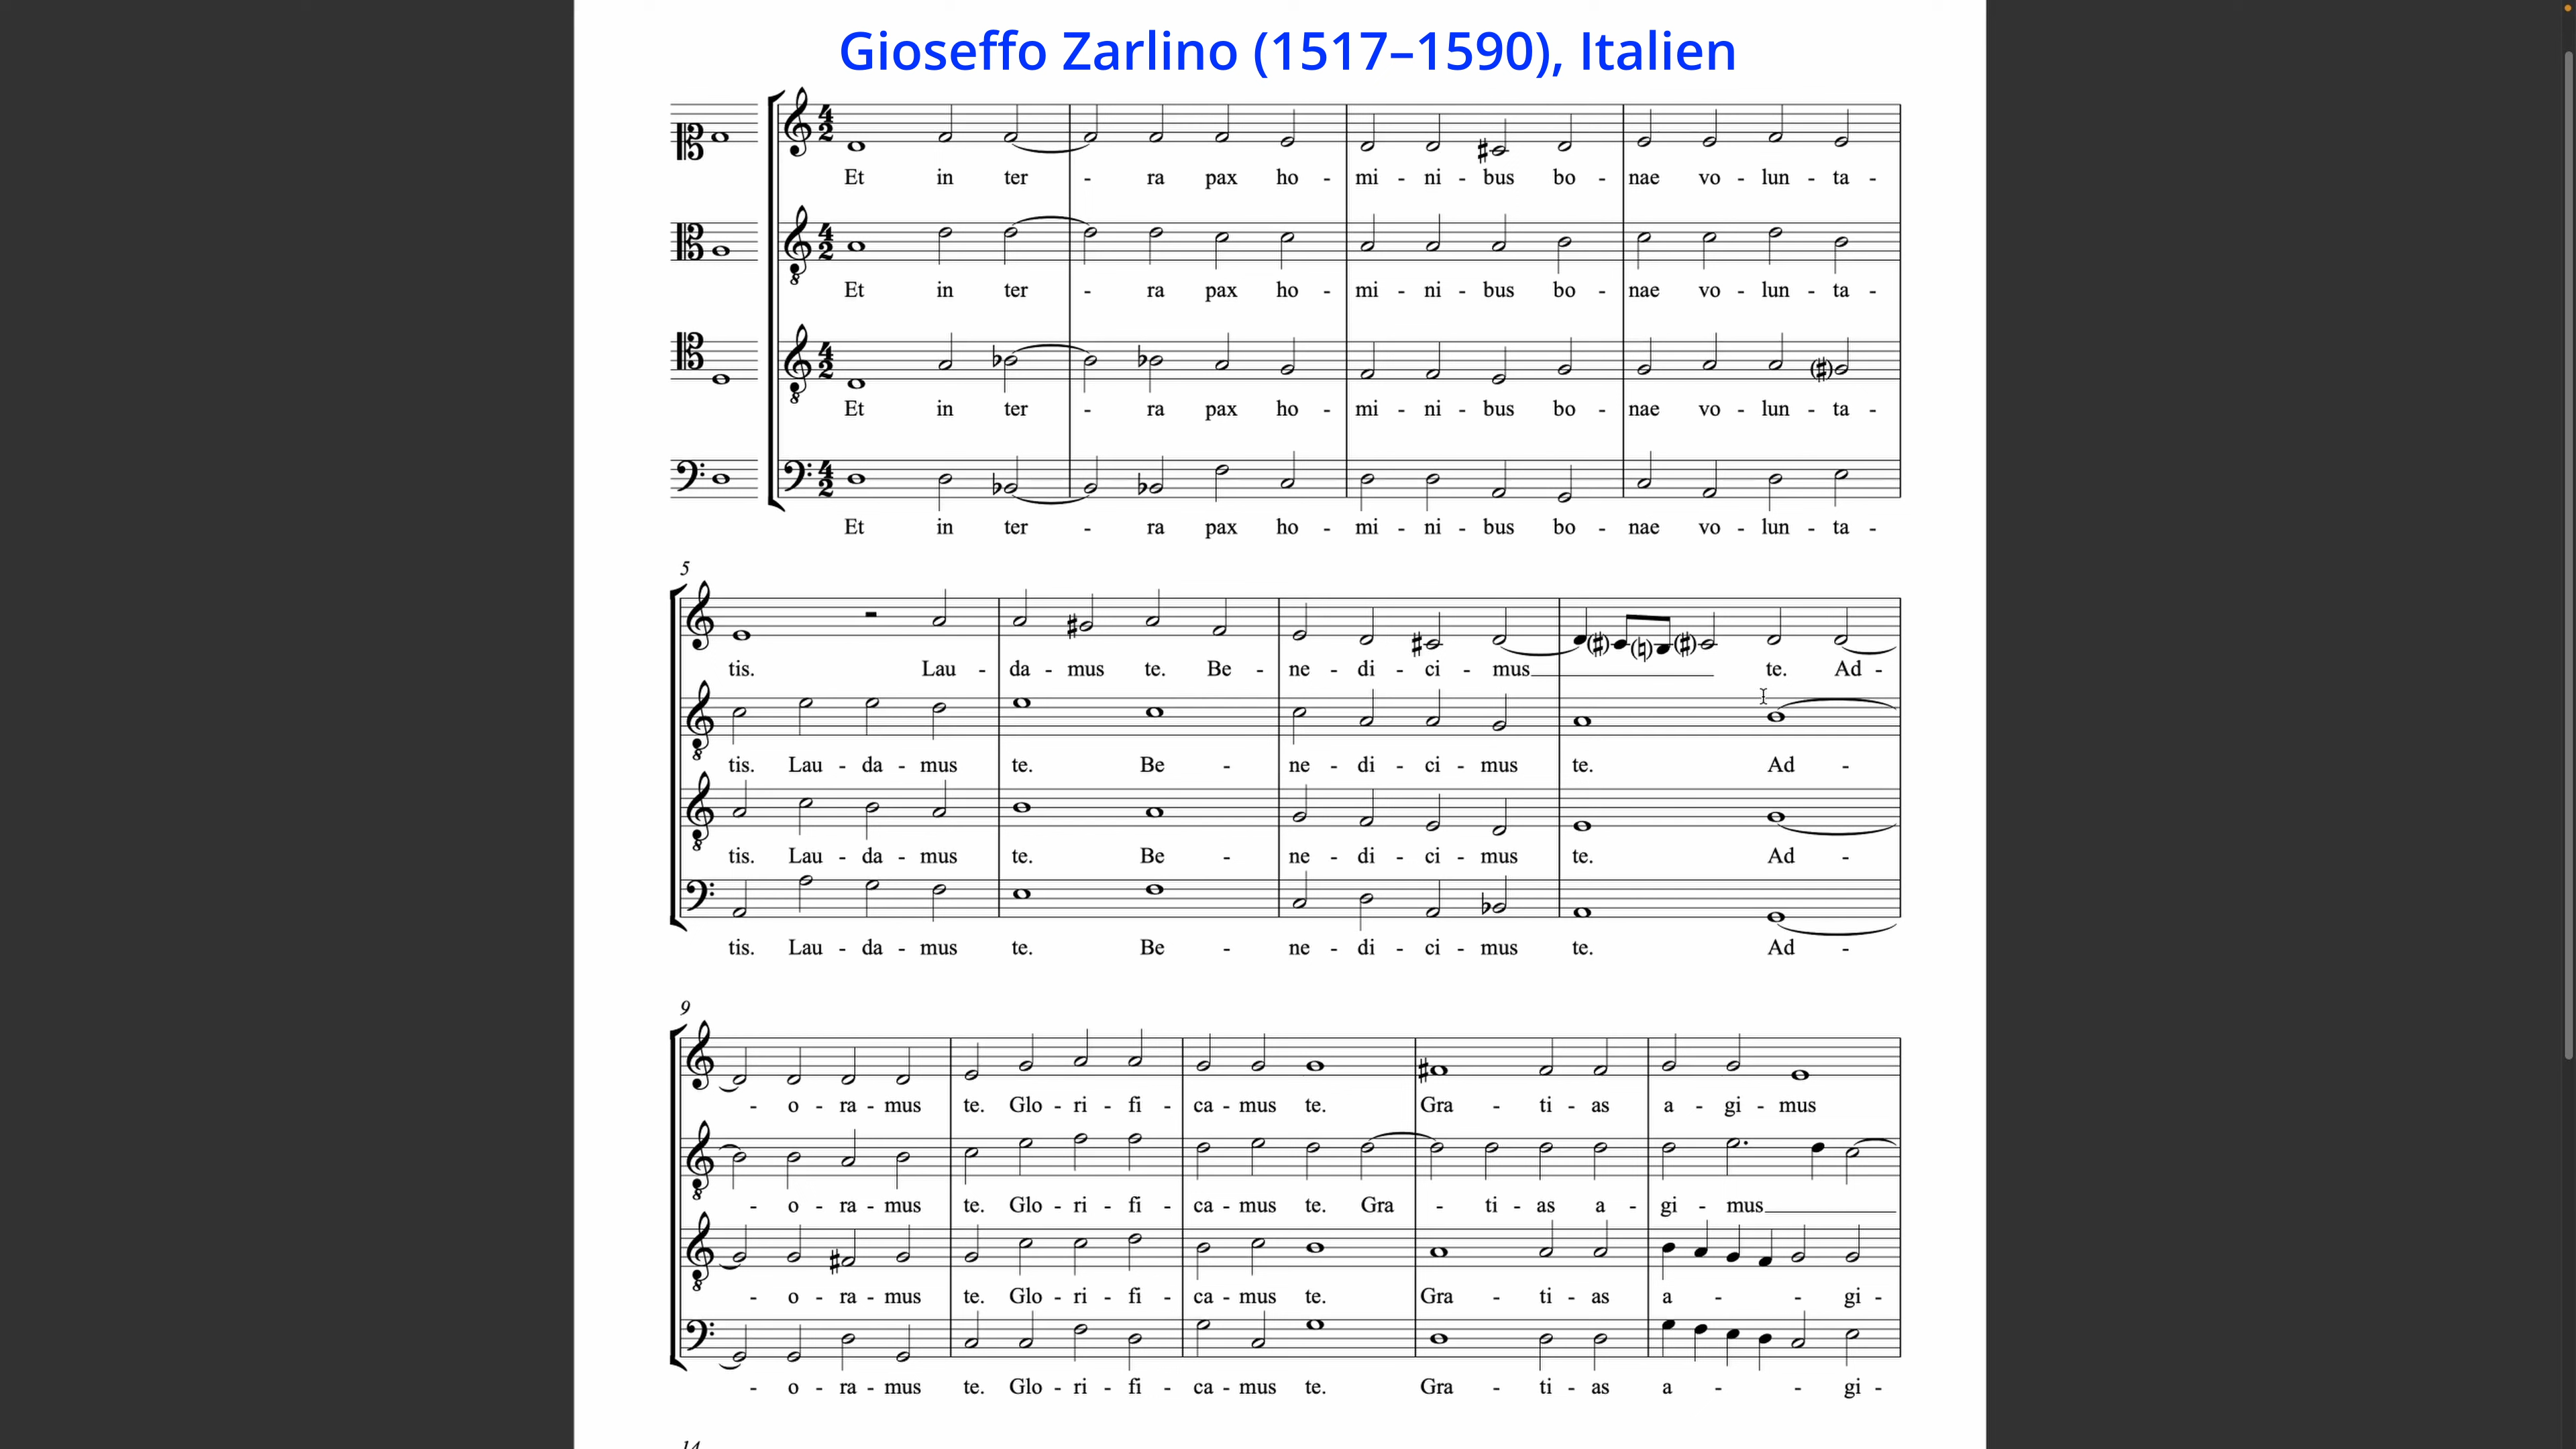 Gioseffo Zarlino (1517–1590), Italien
Et in ter - ra pax ho - mi - ni - bus bo - nae vo - lun - ta -
Et in ter - ra pax ho - mi - ni - bus bo - nae vo - lun - ta -
Et in ter - ra pax ho - mi - ni - bus bo - nae vo - lun - ta -
Et in ter - ra pax ho - mi - ni - bus bo - nae vo - lun - ta -
5
tis. Lau - da - mus te. Be - ne - di - ci - mus te. Ad -
tis. Lau - da - mus te. Be - ne - di - ci - mus te. Ad -
tis. Lau - da - mus te. Be - ne - di - ci - mus te. Ad -
tis. Lau - da - mus te. Be - ne - di - ci - mus te. Ad -
9
- o - ra - mus te. Glo - ri - fi - ca - mus te. Gra - ti - as a - gi - mus
- o - ra - mus te. Glo - ri - fi - ca - mus te. Gra - ti - as a - gi - mus
- o - ra - mus te. Glo - ri - fi - ca - mus te. Gra - ti - as a - - gi -
- o - ra - mus te. Glo - ri - fi - ca - mus te. Gra - ti - as a - - gi -